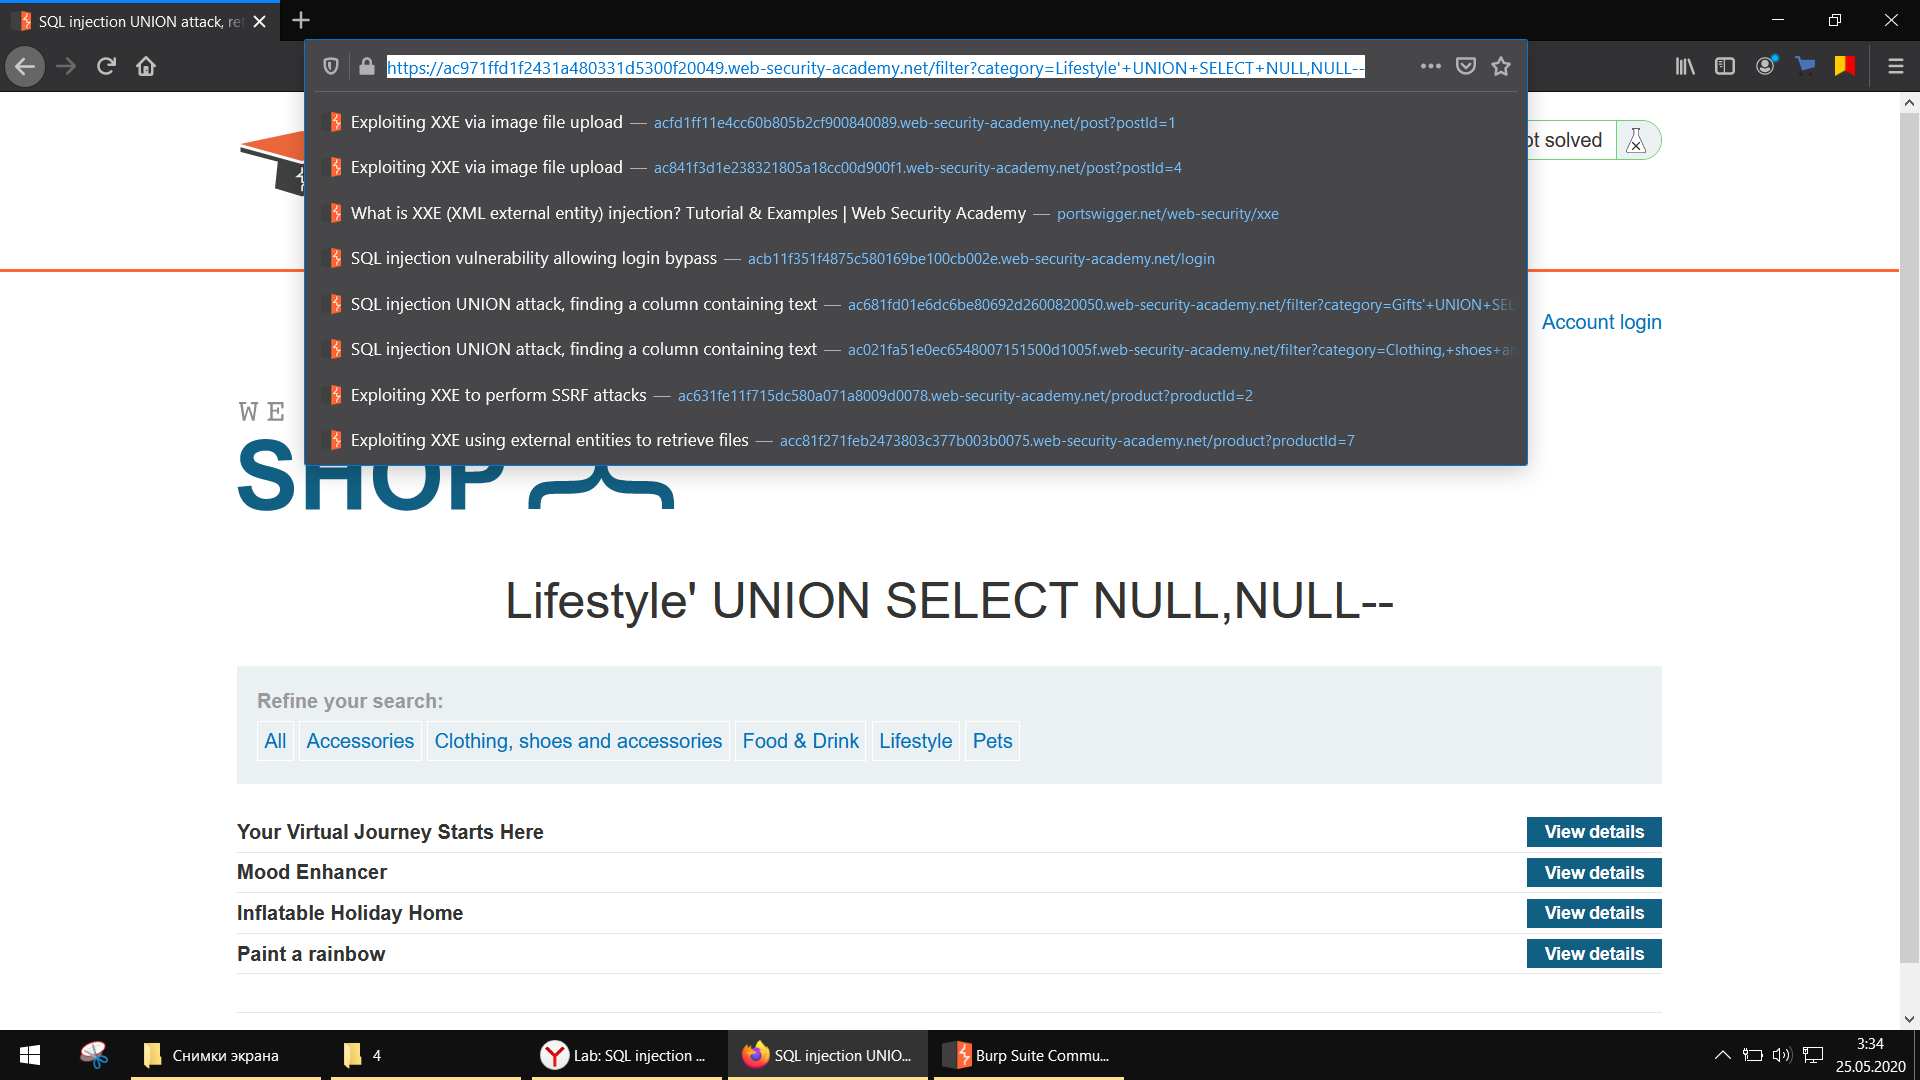 SQL injection UNION attack, ret
https://ac971ffd1f2431a480331d5300f20049.web-security-academy.net/filter?category=Lifestyle'+UNION+SELECT+NULL,NULL--
Exploiting XXE via image file upload — acfd1ff11e4cc60b805b2cf900840089.web-security-academy.net/post?postId=1
Exploiting XXE via image file upload — ac841f3d1e238321805a18cc00d900f1.web-security-academy.net/post?postId=4
What is XXE (XML external entity) injection? Tutorial & Examples | Web Security Academy — portswigger.net/web-security/xxe
SQL injection vulnerability allowing login bypass — acb11f351f4875c580169be100cb002e.web-security-academy.net/login
SQL injection UNION attack, finding a column containing text — ac681fd01e6dc6be80692d2600820050.web-security-academy.net/filter?category=Gifts'+UNION+SEL
SQL injection UNION attack, finding a column containing text — ac021fa51e0ec6548007151500d1005f.web-security-academy.net/filter?category=Clothing,+shoes+an
Exploiting XXE to perform SSRF attacks — ac631fe11f715dc580a071a8009d0078.web-security-academy.net/product?productId=2
Exploiting XXE using external entities to retrieve files — acc81f271feb2473803c377b003b0075.web-security-academy.net/product?productId=7
ot solved
Account login
WE
SHOP
Lifestyle' UNION SELECT NULL,NULL--
Refine your search:
All Accessories Clothing, shoes and accessories Food & Drink Lifestyle Pets
Your Virtual Journey Starts Here View details
Mood Enhancer View details
Inflatable Holiday Home View details
Paint a rainbow View details
Снимки экрана 4 Lab: SQL injection ... SQL injection UNIO... Burp Suite Commu...
3:34
25.05.2020